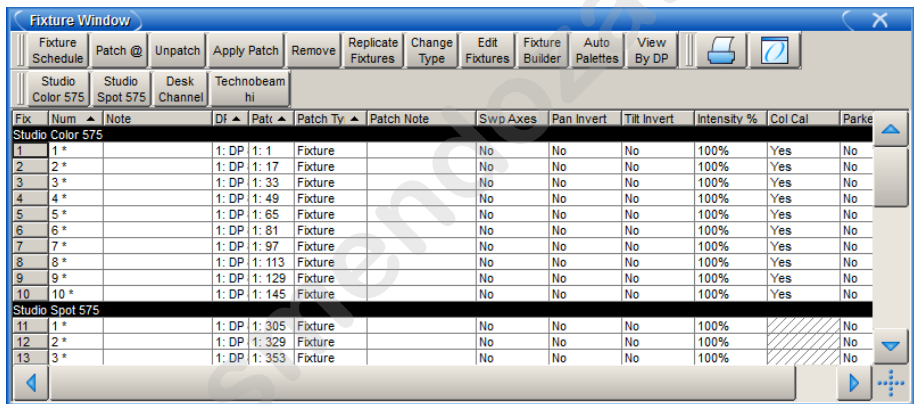 Fixture Window
Fixture Schedule Patch @ Unpatch Apply Patch Remove Replicate Fixtures Change Type Edit Fixtures Fixture Builder Auto Palettes View By DP
Studio Color 575 Studio Spot 575 Desk Channel Technobeam hi
Fix Num Note Patch Ty Patch Note Swp Axes Pan Invert Tilt Invert Intensity % Col Cal Parke
Studio Color 575
1 1 * 1: DP 1: 1 Fixture No No No 100% Yes No
2 2 * 1: DP 1: 17 Fixture No No No 100% Yes No
3 3 * 1: DP 1: 33 Fixture No No No 100% Yes No
4 4 * 1: DP 1: 49 Fixture No No No 100% Yes No
5 5 * 1: DP 1: 65 Fixture No No No 100% Yes No
6 6 * 1: DP 1: 81 Fixture No No No 100% Yes No
7 7 * 1: DP 1: 97 Fixture No No No 100% Yes No
8 8 * 1: DP 1: 113 Fixture No No No 100% Yes No
9 9 * 1: DP 1: 129 Fixture No No No 100% Yes No
10 10 * 1: DP 1: 145 Fixture No No No 100% Yes No
Studio Spot 575
11 1 * 1: DP 1: 305 Fixture No No No 100% No
12 2 * 1: DP 1: 329 Fixture No No No 100% No
13 3 * 1: DP 1: 353 Fixture No No No 100% No
smendoza